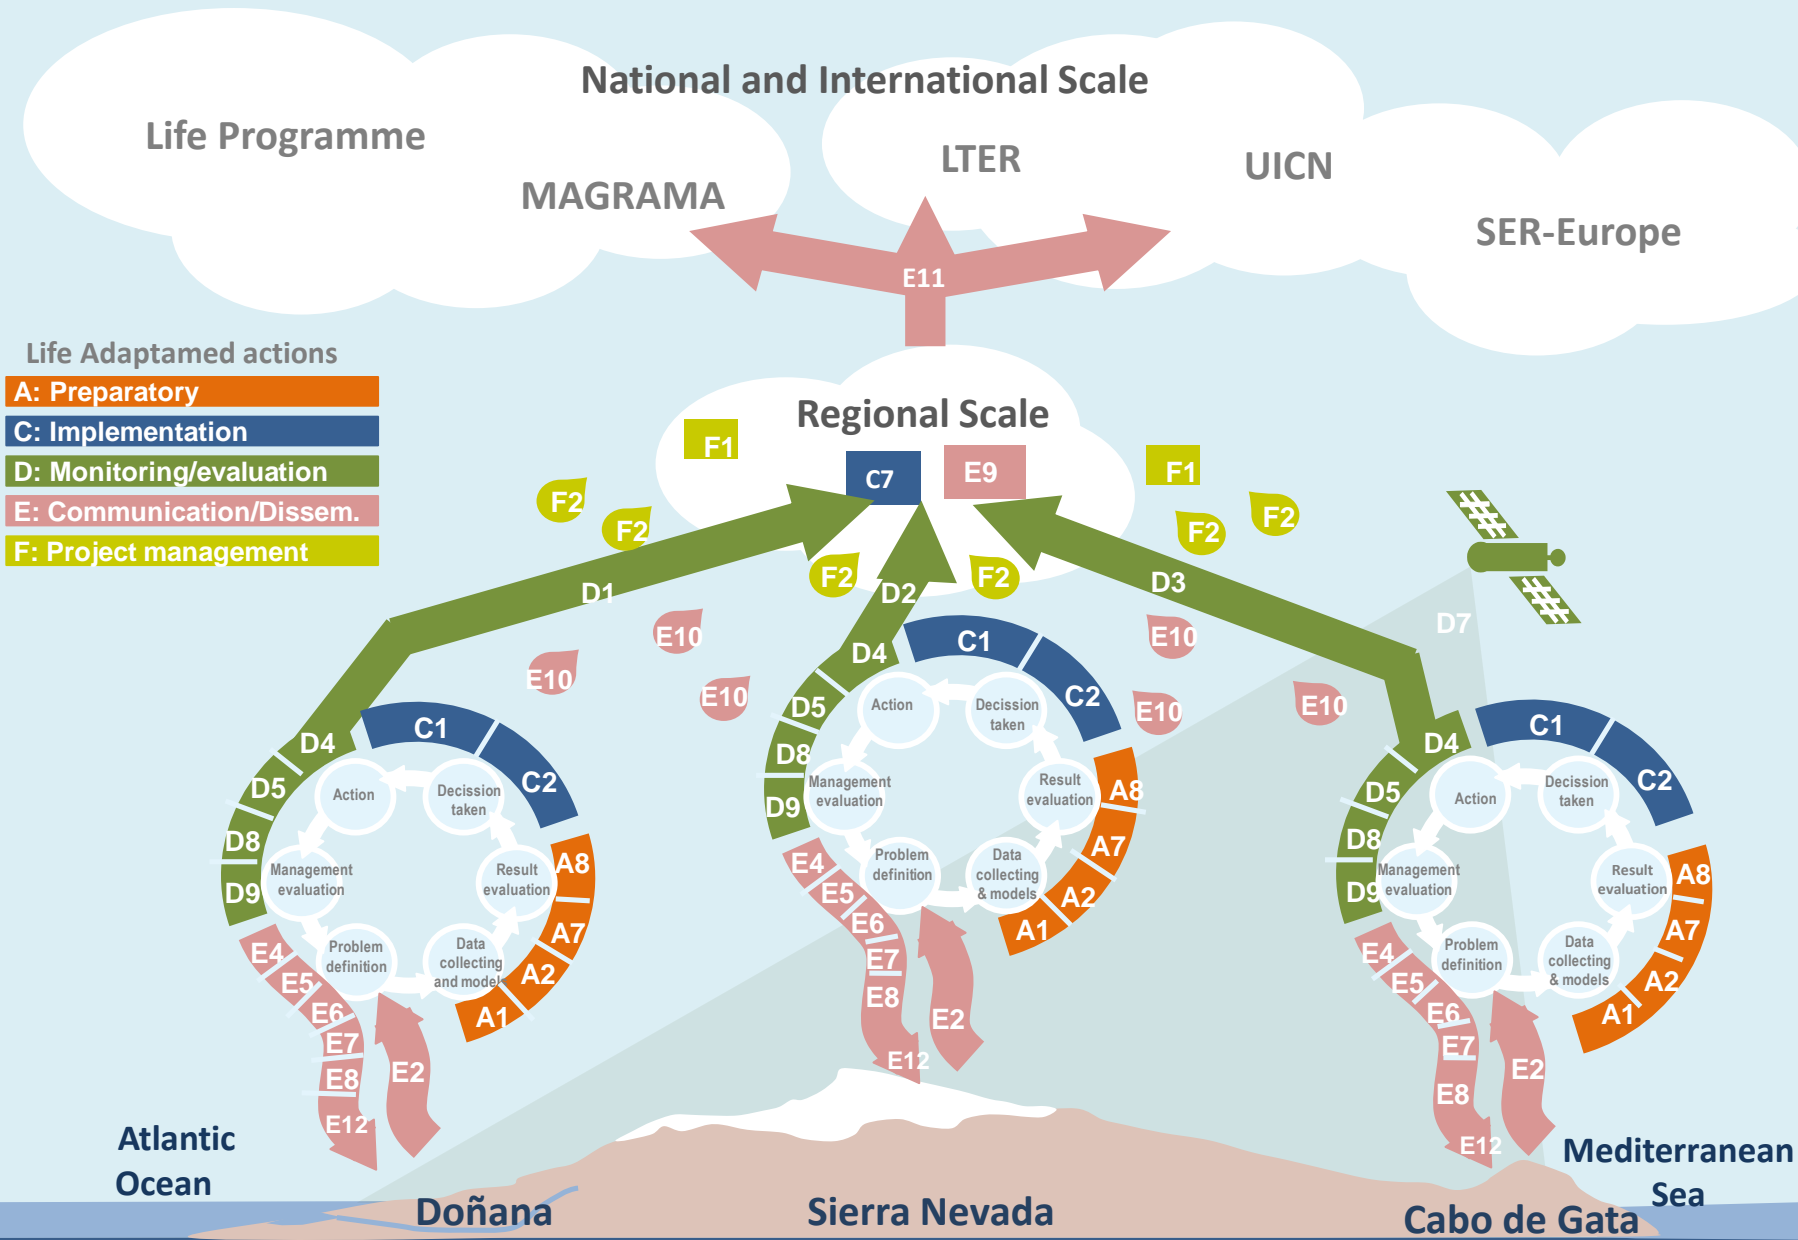 National and International Scale
Life Programme
LTER
UICN
MAGRAMA
SER-Europe
E11
Life Adaptamed actions
A: Preparatory
C: Implementation
D: Monitoring/evaluation
E: Communication/Dissem.
F: Project management
Regional Scale
F1
C7
E9
F1
F2
F2
F2
F2
F2
F2
D1
D2
D3
D7
E10
E10
E10
E10
E10
E10
D4
C1
C2
D5
D8
D9
Action
Decission
taken
Management
evaluation
Result
evaluation
Problem
definition
Data
collecting
and models
A8
A7
A2
A1
E4
E5
E6
E7
E8
E12
E2
D4
C1
C2
D5
D8
D9
Action
Decission
taken
Management
evaluation
Result
evaluation
Problem
definition
Data
collecting
& models
A8
A7
A2
A1
E4
E5
E6
E7
E8
E12
E2
D4
C1
C2
D5
D8
D9
Action
Decission
taken
Management
evaluation
Result
evaluation
Problem
definition
Data
collecting
& models
A8
A7
A2
A1
E4
E5
E6
E7
E8
E12
E2
Atlantic
Ocean
Doñana
Sierra Nevada
Cabo de Gata
Mediterranean
Sea